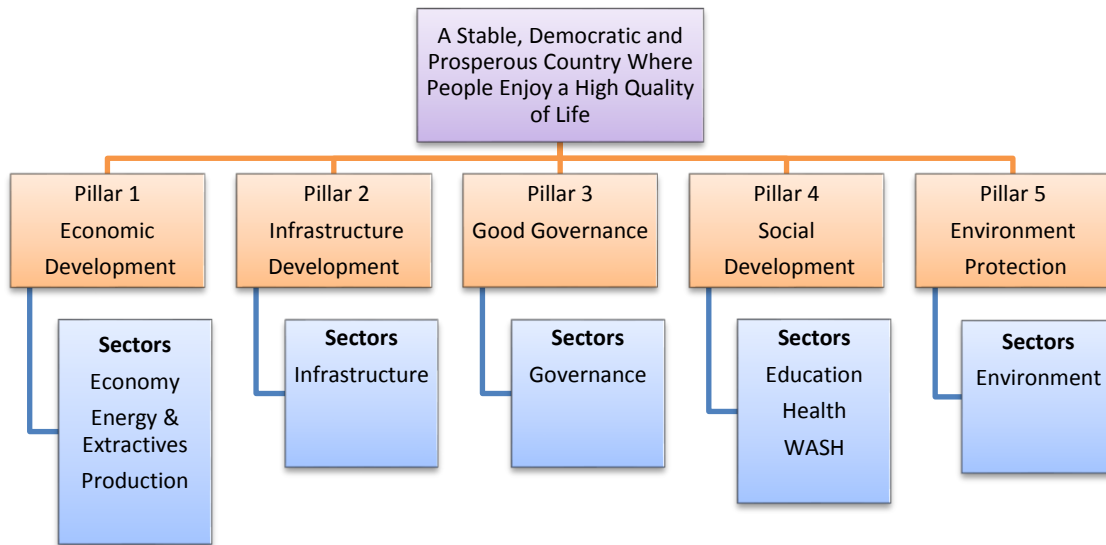 A Stable, Democratic and
Prosperous Country Where
People Enjoy a High Quality
of Life
Pillar 1
Economic
Development
Pillar 2
Infrastructure
Development
Pillar 3
Good Governance
Pillar 4
Social
Development
Pillar 5
Environment
Protection
Sectors
Economy
Energy &
Extractives
Production
Sectors
Infrastructure
Sectors
Governance
Sectors
Education
Health
WASH
Sectors
Environment